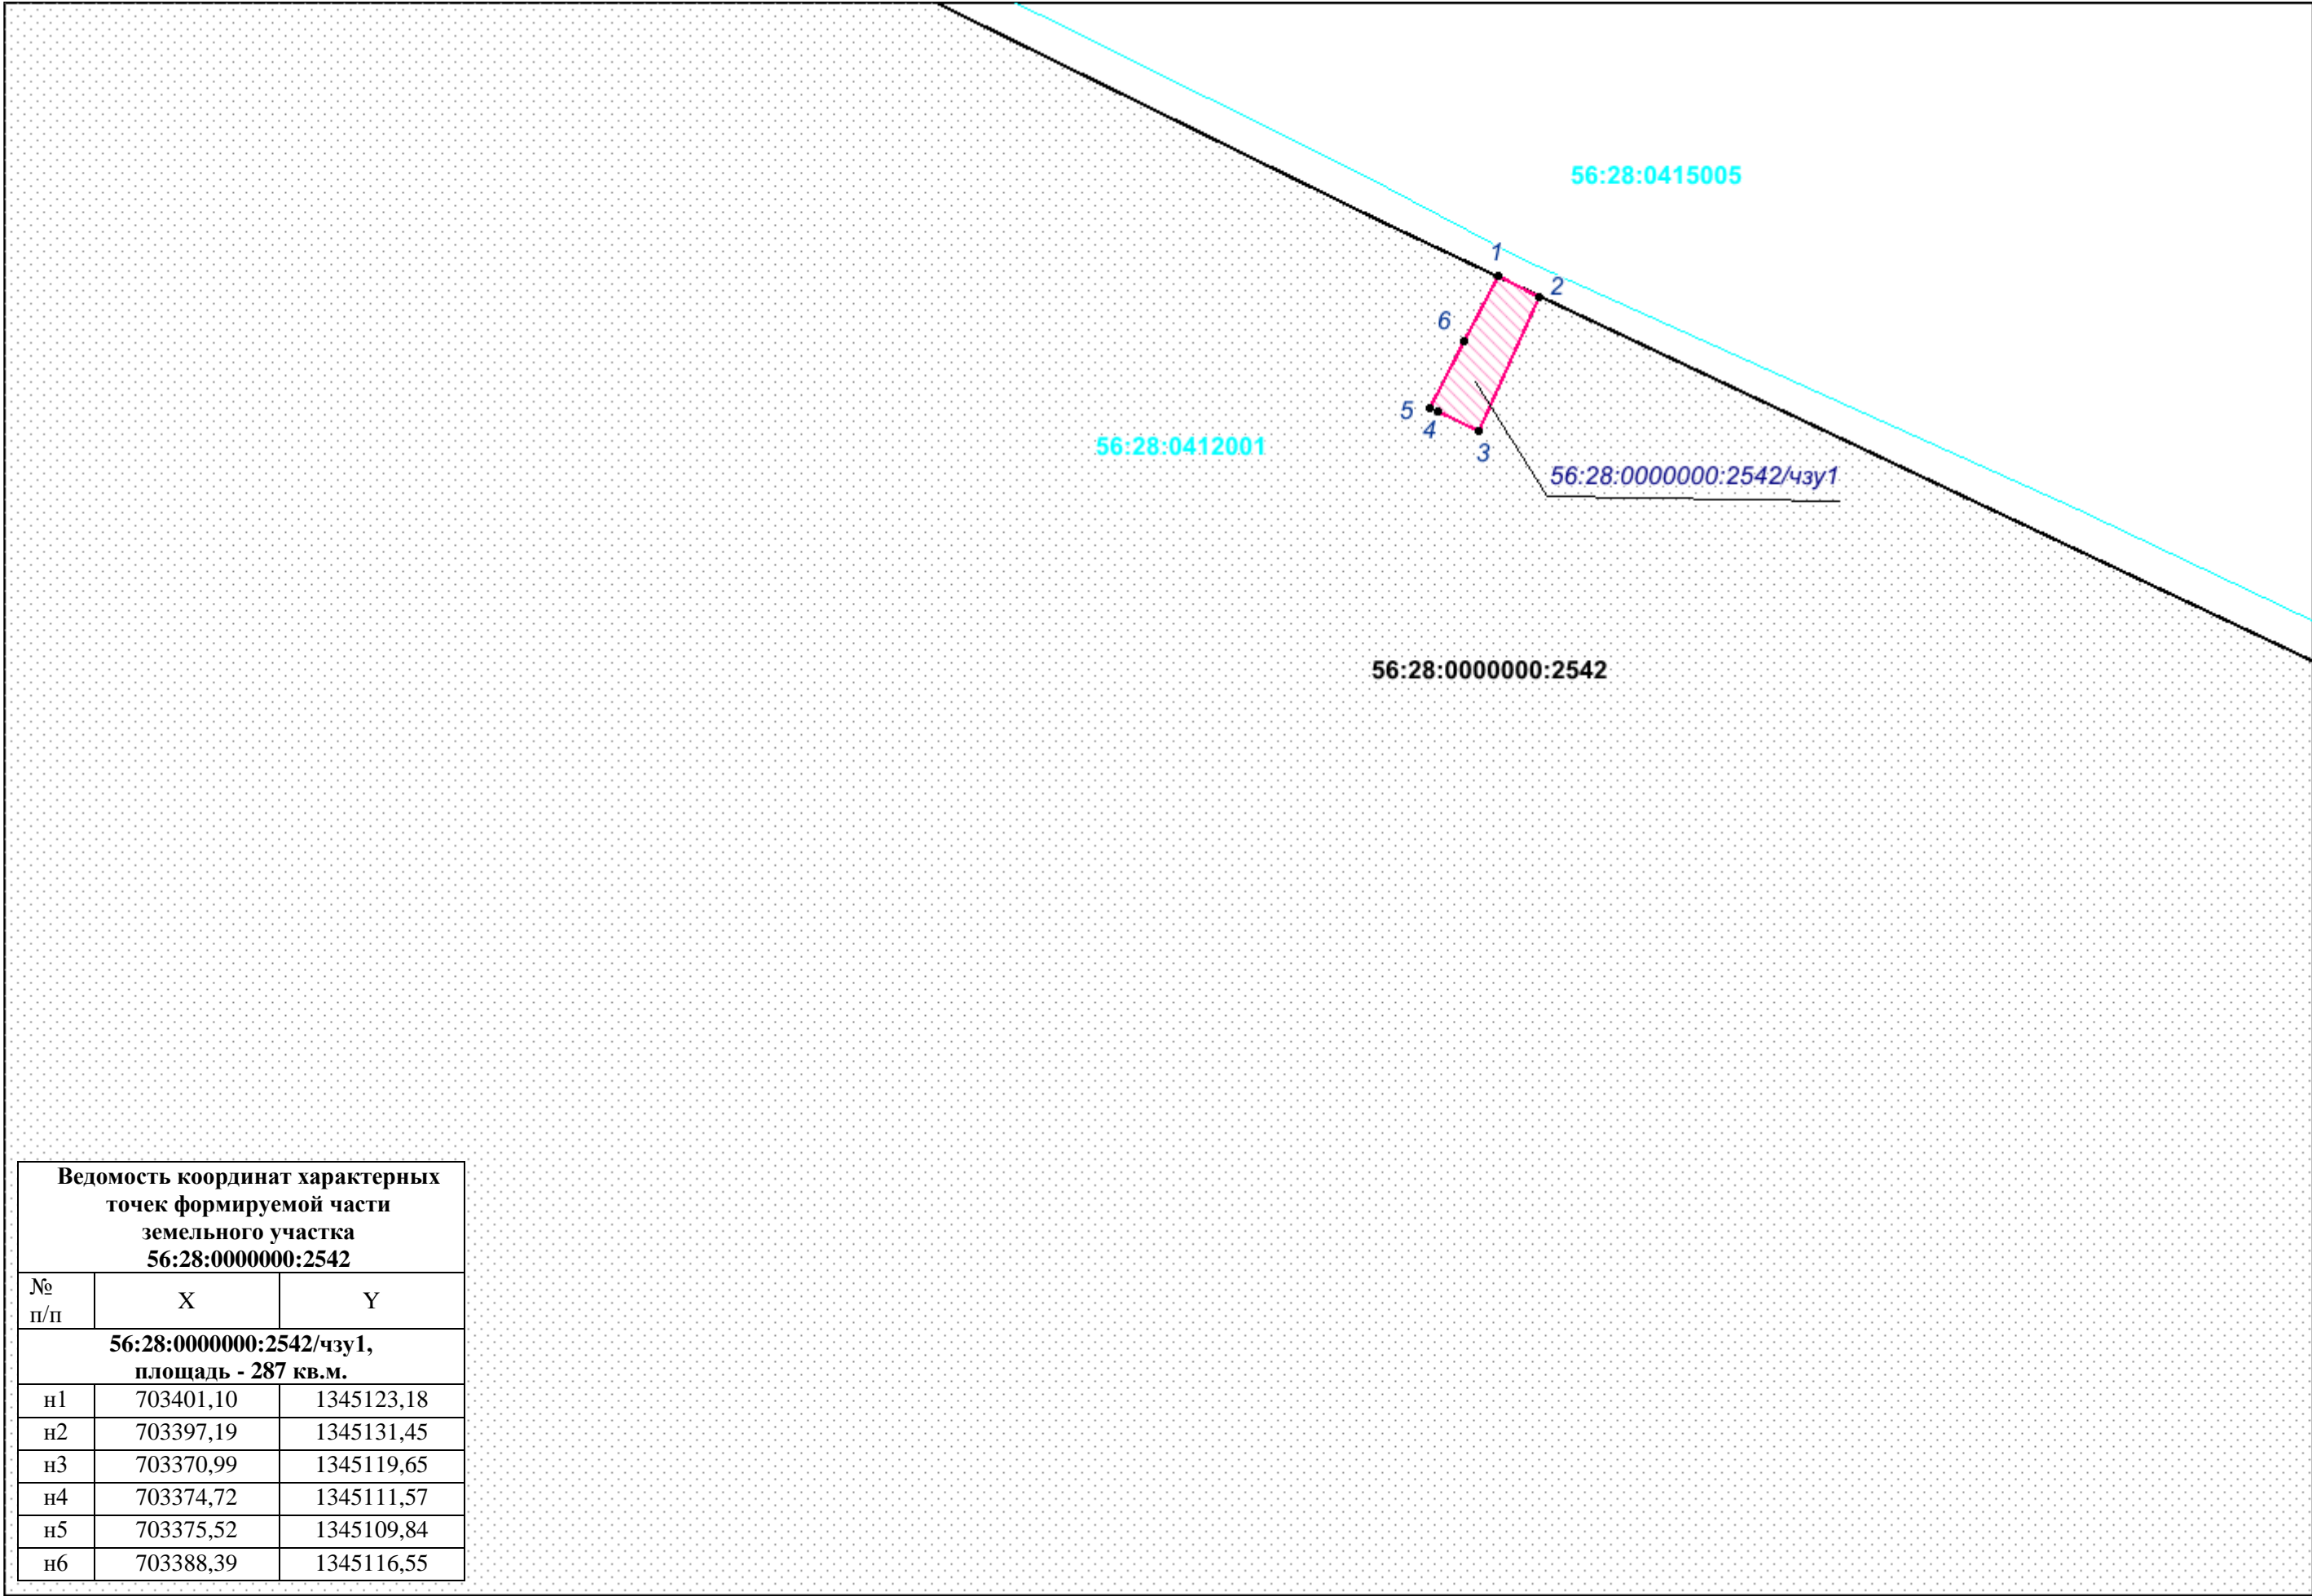 56:28:0415005
1
2
6
5
4
3
56:28:0412001
56:28:0000000:2542/чзу1
56:28:0000000:2542
Ведомость координат характерных
точек формируемой части
земельного участка
56:28:0000000:2542
№
п/п
X
Y
56:28:0000000:2542/чзу1,
площадь - 287 кв.м.
н1 703401,10 1345123,18
н2 703397,19 1345131,45
н3 703370,99 1345119,65
н4 703374,72 1345111,57
н5 703375,52 1345109,84
н6 703388,39 1345116,55